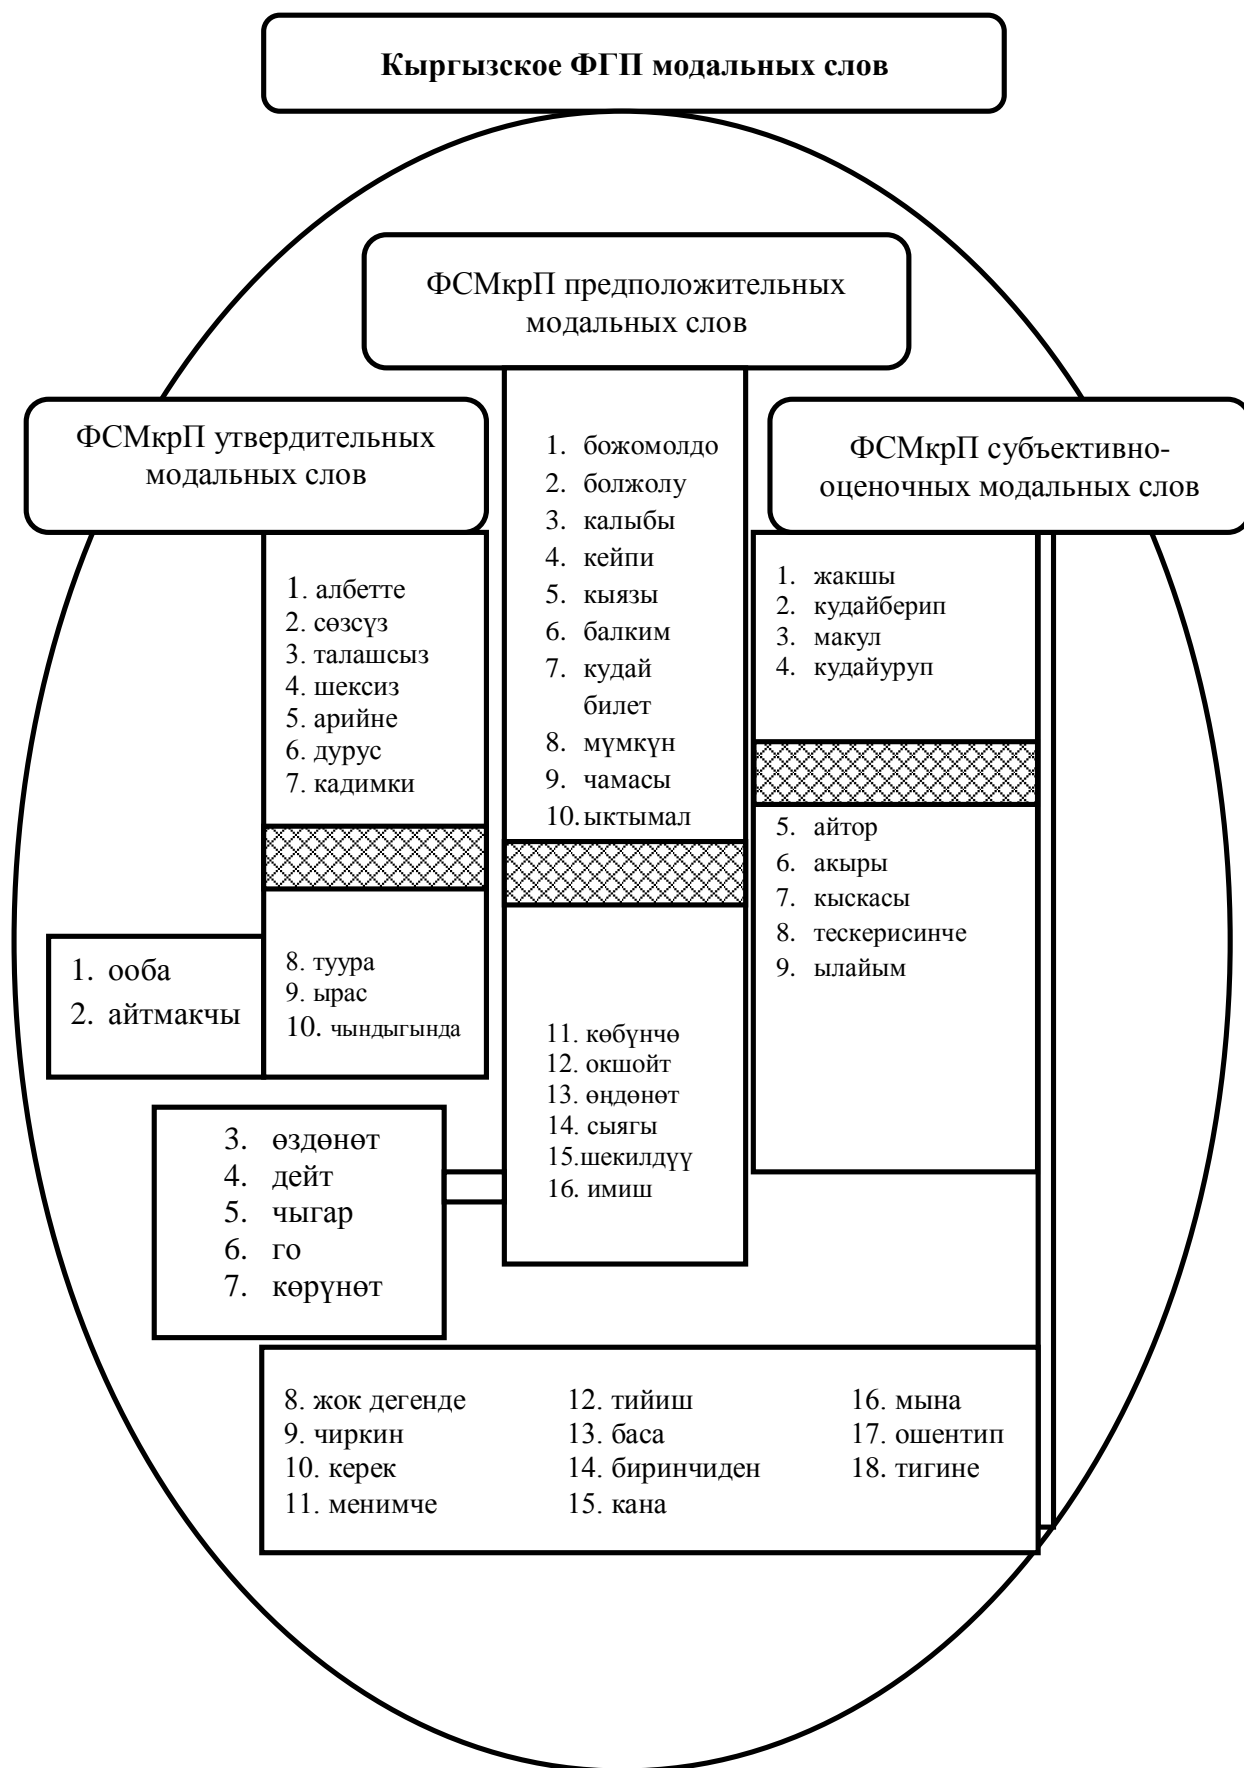 Кыргызское ФГП модальных слов
ФСМкрП предположительных
модальных слов
ФСМкрП утвердительных
модальных слов
ФСМкрП субъективно-
оценочных модальных слов
1. албетте
2. сөзсүз
3. талашсыз
4. шексиз
5. арийне
6. дурус
7. кадимки
8. туура
9. ырас
10. чындыгында
1. ооба
2. айтмакчы
1. божомолдо
2. болжолу
3. калыбы
4. кейпи
5. кыязы
6. балким
7. кудай
билет
8. мүмкүн
9. чамасы
10. ыктымал
11. көбүнчө
12. окшойт
13. өңдөнөт
14. сыягы
15.шекилдүү
16. имиш
3. өздөнөт
4. дейт
5. чыгар
6. го
7. көрүнөт
1. жакшы
2. кудайберип
3. макул
4. кудайуруп
5. айтор
6. акыры
7. кыскасы
8. тескерисинче
9. ылайым
8. жок дегенде
9. чиркин
10. керек
11. менимче
12. тийиш
13. баса
14. биринчиден
15. кана
16. мына
17. ошентип
18. тигине